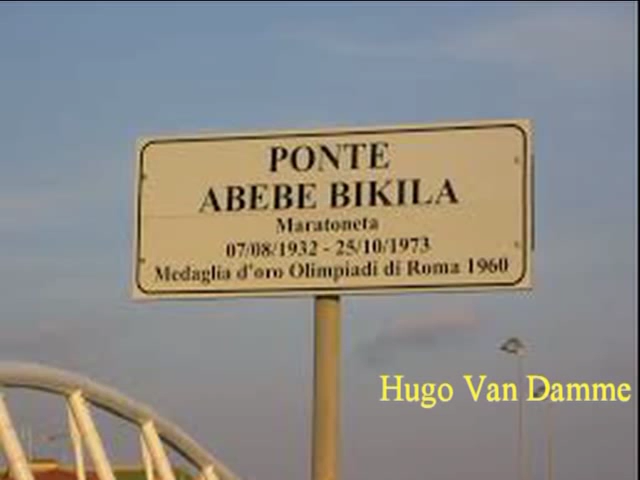 PONTE
ABEBE BIKILA
Maratoneta
07/08/1932 - 25/10/1973
Medaglia d'oro Olimpiadi di Roma 1960
Hugo Van Damme